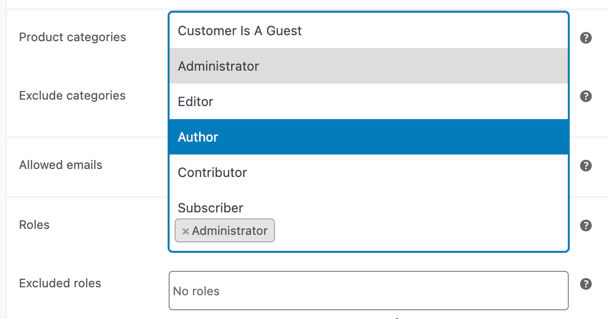 Product categories
Customer Is A Guest
Administrator
Exclude categories
Editor
Author
Allowed emails
Contributor
Subscriber
Roles
× Administrator
Excluded roles
No roles